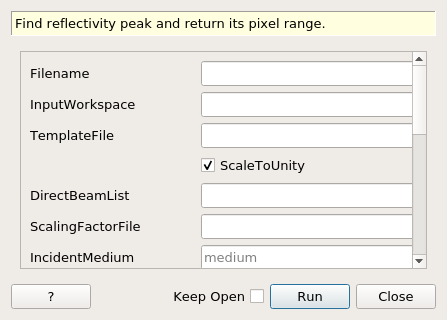 Find reflectivity peak and return its pixel range.
Filename
InputWorkspace
TemplateFile
ScaleToUnity
DirectBeamList
ScalingFactorFile
IncidentMedium medium
? Keep Open Run Close